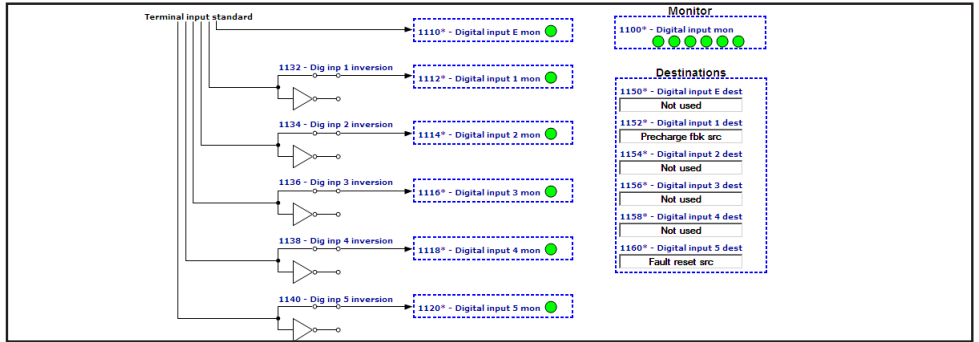 Terminal input standard
1110* - Digital input E mon
1132 - Dig inp 1 inversion
1112* - Digital input 1 mon
1134 - Dig inp 2 inversion
1114* - Digital input 2 mon
1136 - Dig inp 3 inversion
1116* - Digital input 3 mon
1138 - Dig inp 4 inversion
1118* - Digital input 4 mon
1140 - Dig inp 5 inversion
1120* - Digital input 5 mon
Monitor
1100* - Digital input mon
Destinations
1150* - Digital input E dest
Not used
1152* - Digital input 1 dest
Precharge fbk src
1154* - Digital input 2 dest
Not used
1156* - Digital input 3 dest
Not used
1158* - Digital input 4 dest
Not used
1160* - Digital input 5 dest
Fault reset src